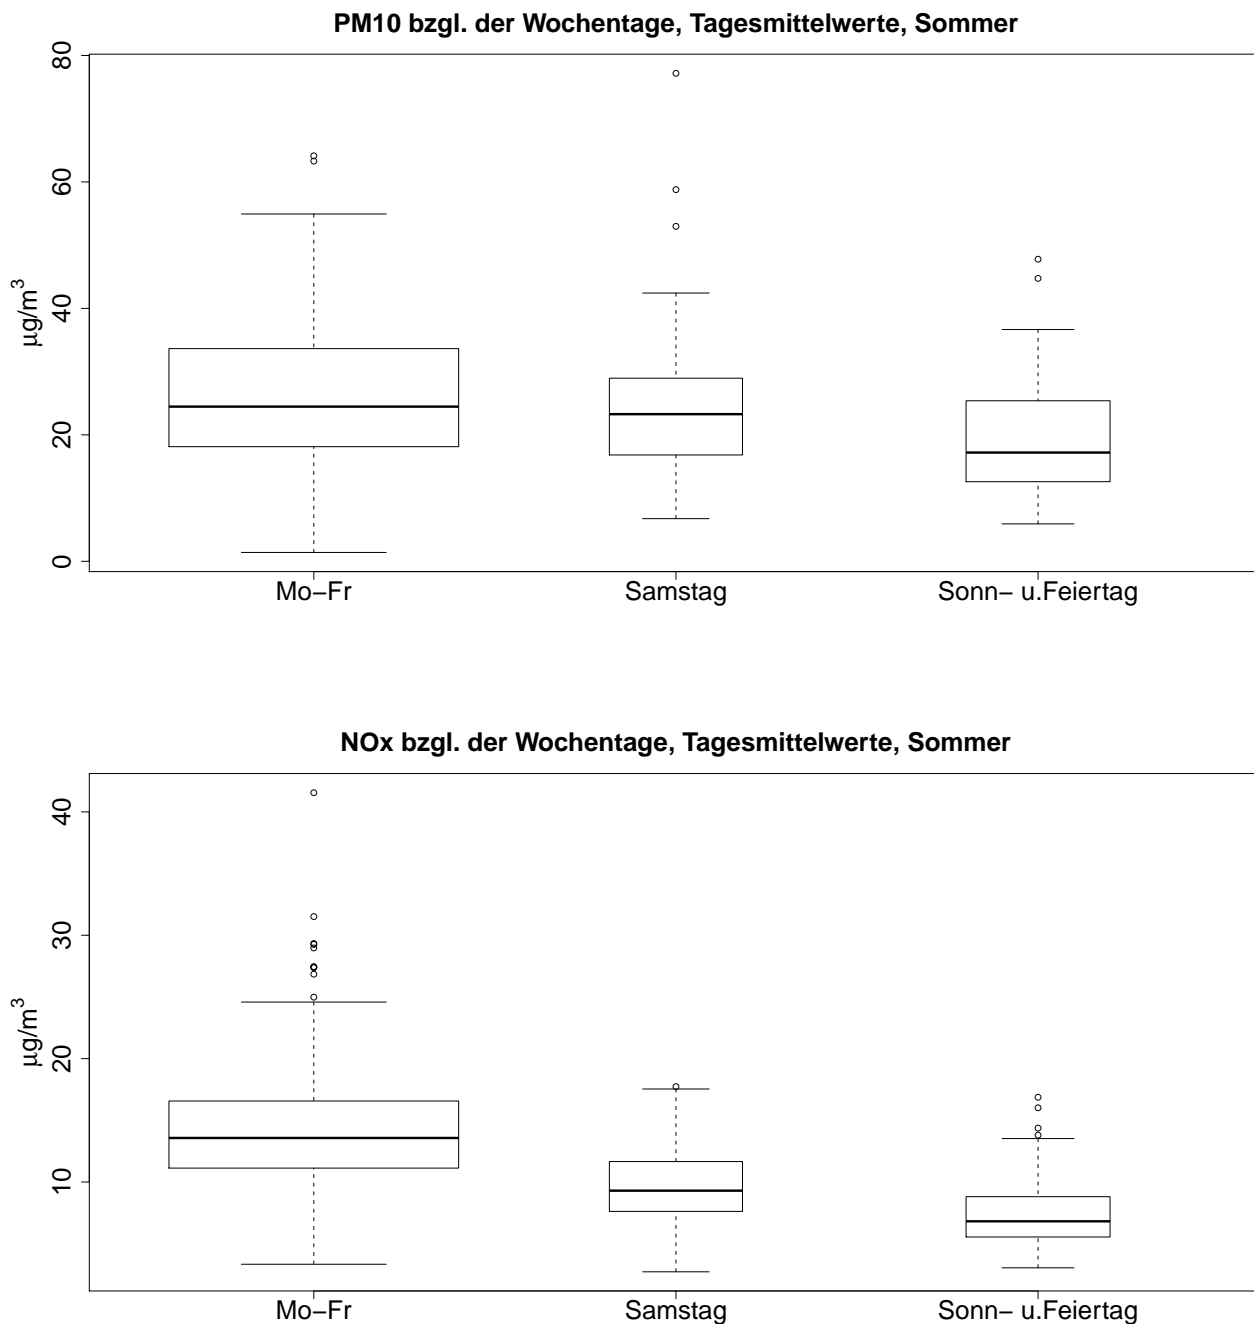 PM10 bzgl. der Wochentage, Tagesmittelwerte, Sommer
80
60
40
20
0
µg/m³
Mo−Fr Samstag Sonn− u.Feiertag
NOx bzgl. der Wochentage, Tagesmittelwerte, Sommer
40
30
20
10
µg/m³
Mo−Fr Samstag Sonn− u.Feiertag